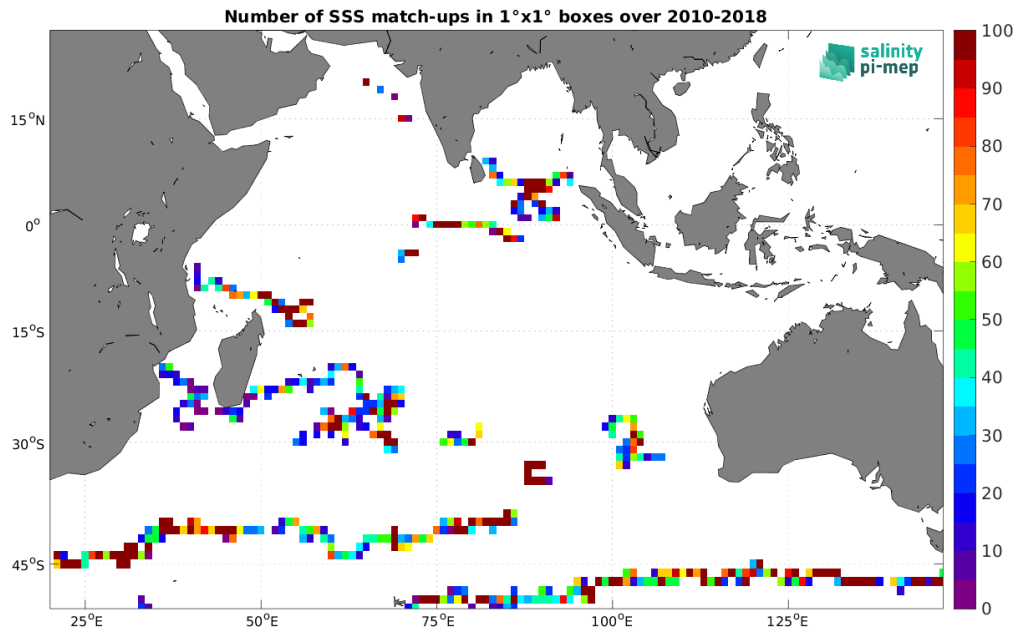 Number of SSS match-ups in 1°x1° boxes over 2010-2018
salinity
pi-mep
100
90
80
70
60
50
40
30
20
10
0
15°N
0°
15°S
30°S
45°S
25°E
50°E
75°E
100°E
125°E